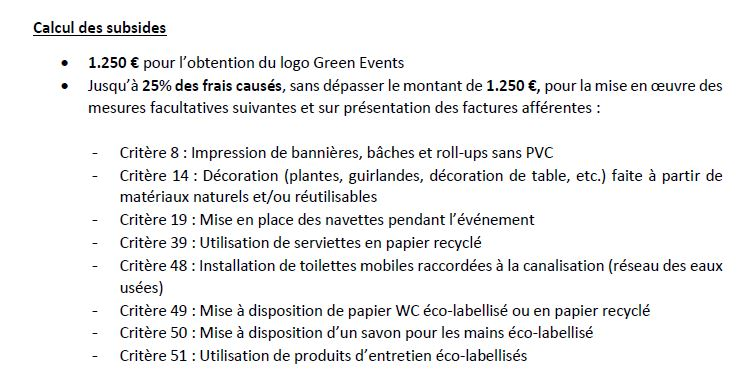 Calcul des subsides
• 1.250 € pour l’obtention du logo Green Events
• Jusqu’à 25% des frais causés, sans dépasser le montant de 1.250 €, pour la mise en œuvre des
mesures facultatives suivantes et sur présentation des factures afférentes :
- Critère 8 : Impression de bannières, bâches et roll-ups sans PVC
- Critère 14 : Décoration (plantes, guirlandes, décoration de table, etc.) faite à partir de
matériaux naturels et/ou réutilisables
- Critère 19 : Mise en place des navettes pendant l’événement
- Critère 39 : Utilisation de serviettes en papier recyclé
- Critère 48 : Installation de toilettes mobiles raccordées à la canalisation (réseau des eaux
usées)
- Critère 49 : Mise à disposition de papier WC éco-labellisé ou en papier recyclé
- Critère 50 : Mise à disposition d’un savon pour les mains éco-labellisé
- Critère 51 : Utilisation de produits d’entretien éco-labellisés